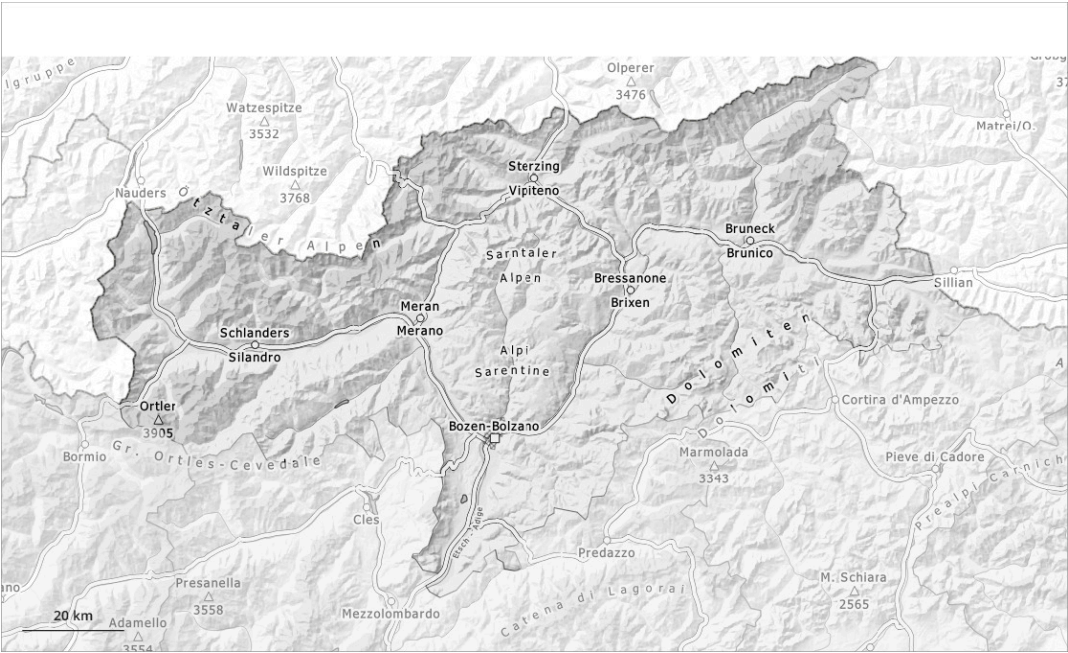 lgruppe
Olperer
3476
Watzespitze
3532
Matrei/O.
Sterzing
Vipiteno
Wildspitze
3768
Nauders
Ötztaler Alpen
Bruneck
Brunico
Sarntaler
Alpen
Bressanone
Brixen
Sillian
Meran
Merano
Schlanders
Silandro
Alpi
Sarentine
Dolomiten
Dolomiti
Ortler
3905
Cortina d'Ampezzo
Bozen-Bolzano
Gr. Ortles-Cevedale
Bormio
Marmolada
3343
Pieve di Cadore
Prealpi Carnich
Cles
Etsch - Adige
Predazzo
Presanella
3558
M. Schiara
2565
Catena di Lagorai
Mezzolombardo
20 km
Adamello
3554